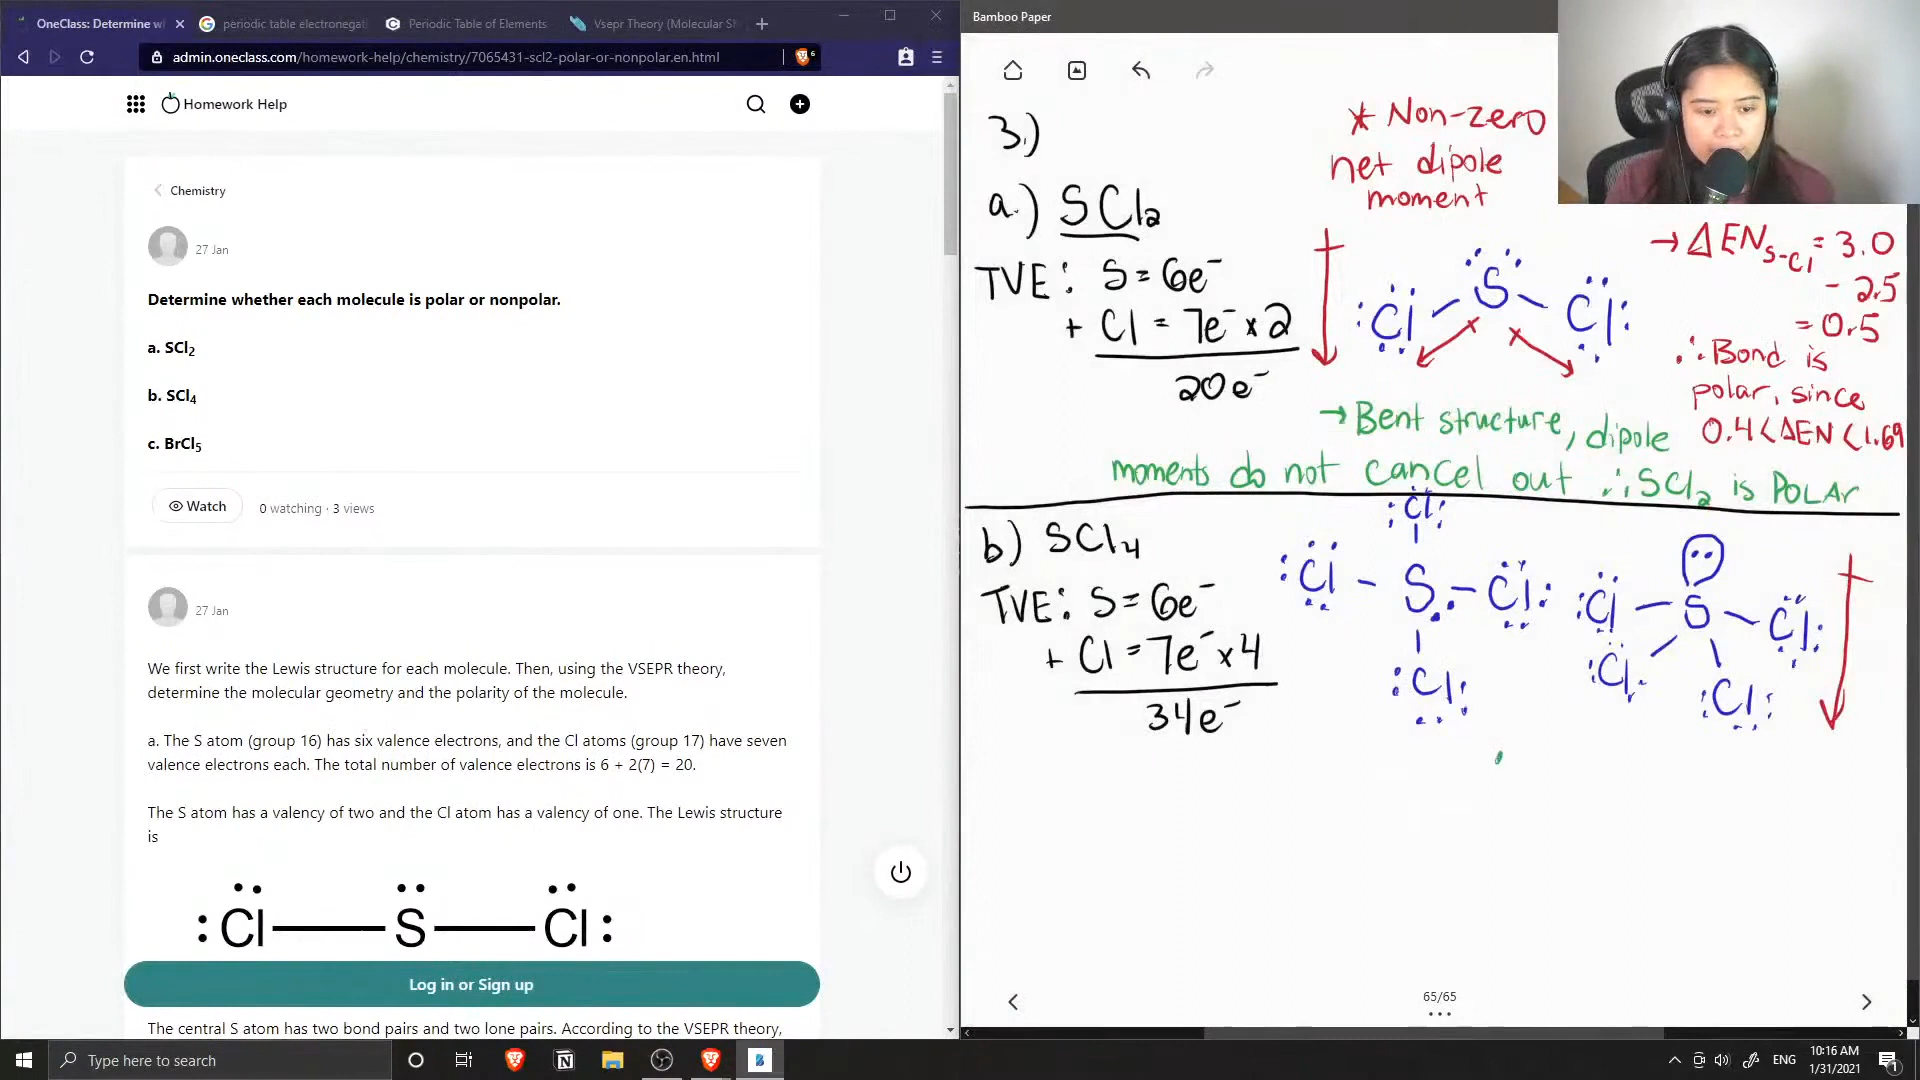 OneClass: Determine w
periodic table electronegat
Periodic Table of Elements
Vsepr Theory (Molecular S
admin.oneclass.com/homework-help/chemistry/7065431-scl2-polar-or-nonpolar.en.html
6
Homework Help
Chemistry
27 Jan
Determine whether each molecule is polar or nonpolar.
a. SCl₂
b. SCl₄
c. BrCl₅
Watch
0 watching · 3 views
27 Jan
We first write the Lewis structure for each molecule. Then, using the VSEPR theory,
determine the molecular geometry and the polarity of the molecule.
a. The S atom (group 16) has six valence electrons, and the Cl atoms (group 17) have seven
valence electrons each. The total number of valence electrons is 6 + 2(7) = 20.
The S atom has a valency of two and the Cl atom has a valency of one. The Lewis structure
is
:Cl — S — Cl:
Log in or Sign up
The central S atom has two bond pairs and two lone pairs. According to the VSEPR theory,
Bamboo Paper
3.)
* Non-zero
net dipole
moment
a.) SCl₂
TVE: S = 6e⁻
+ Cl = 7e⁻ x 2
20e⁻
Cl S Cl
→ ΔEN S-Cl = 3.0
- 2.5
= 0.5
∴ Bond is
polar, since
0.4 < ΔEN < 1.69
→ Bent structure, dipole
moments do not cancel out ∴ SCl₂ is POLAR
b) SCl₄
TVE: S = 6e⁻
+ Cl = 7e⁻ x 4
34e⁻
Cl
Cl S Cl
Cl
Cl S Cl
Cl Cl
65/65
Type here to search
ENG
10:16 AM
1/31/2021
1